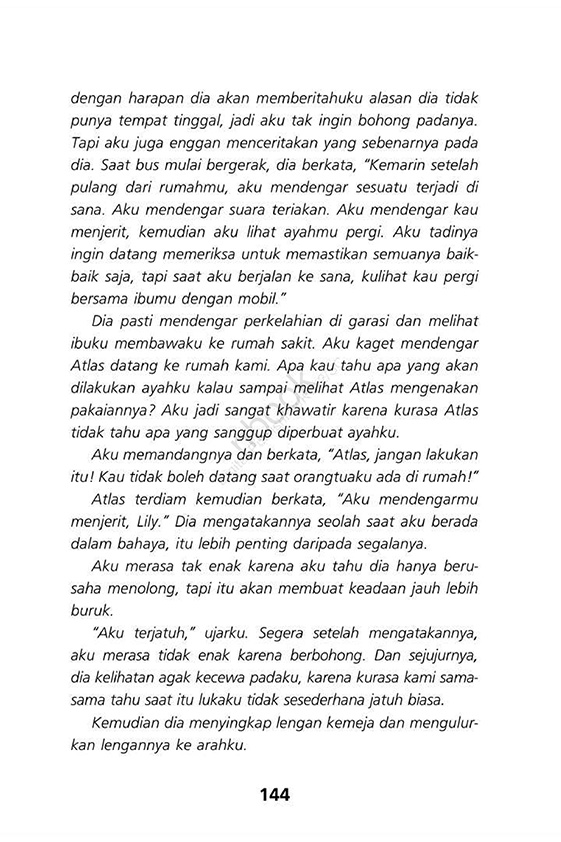 dengan harapan dia akan memberitahuku alasan dia tidak
punya tempat tinggal, jadi aku tak ingin bohong padanya.
Tapi aku juga enggan menceritakan yang sebenarnya pada
dia. Saat bus mulai bergerak, dia berkata, “Kemarin setelah
pulang dari rumahmu, aku mendengar sesuatu terjadi di
sana. Aku mendengar suara teriakan. Aku mendengar kau
menjerit, kemudian aku lihat ayahmu pergi. Aku tadinya
ingin datang memeriksa untuk memastikan semuanya baik-
baik saja, tapi saat aku berjalan ke sana, kulihat kau pergi
bersama ibumu dengan mobil.”
Dia pasti mendengar perkelahian di garasi dan melihat
ibuku membawaku ke rumah sakit. Aku kaget mendengar
Atlas datang ke rumah kami. Apa kau tahu apa yang akan
dilakukan ayahku kalau sampai melihat Atlas mengenakan
pakaiannya? Aku jadi sangat khawatir karena kurasa Atlas
tidak tahu apa yang sanggup diperbuat ayahku.
Aku memandangnya dan berkata, “Atlas, jangan lakukan
itu! Kau tidak boleh datang saat orangtuaku ada di rumah!”
Atlas terdiam kemudian berkata, “Aku mendengarmu
menjerit, Lily.” Dia mengatakannya seolah saat aku berada
dalam bahaya, itu lebih penting daripada segalanya.
Aku merasa tak enak karena aku tahu dia hanya beru-
saha menolong, tapi itu akan membuat keadaan jauh lebih
buruk.
“Aku terjatuh,” ujarku. Segera setelah mengatakannya,
aku merasa tidak enak karena berbohong. Dan sejujurnya,
dia kelihatan agak kecewa padaku, karena kurasa kami sama-
sama tahu saat itu lukaku tidak sesederhana jatuh biasa.
Kemudian dia menyingkap lengan kemeja dan mengulur-
kan lengannya ke arahku.
144